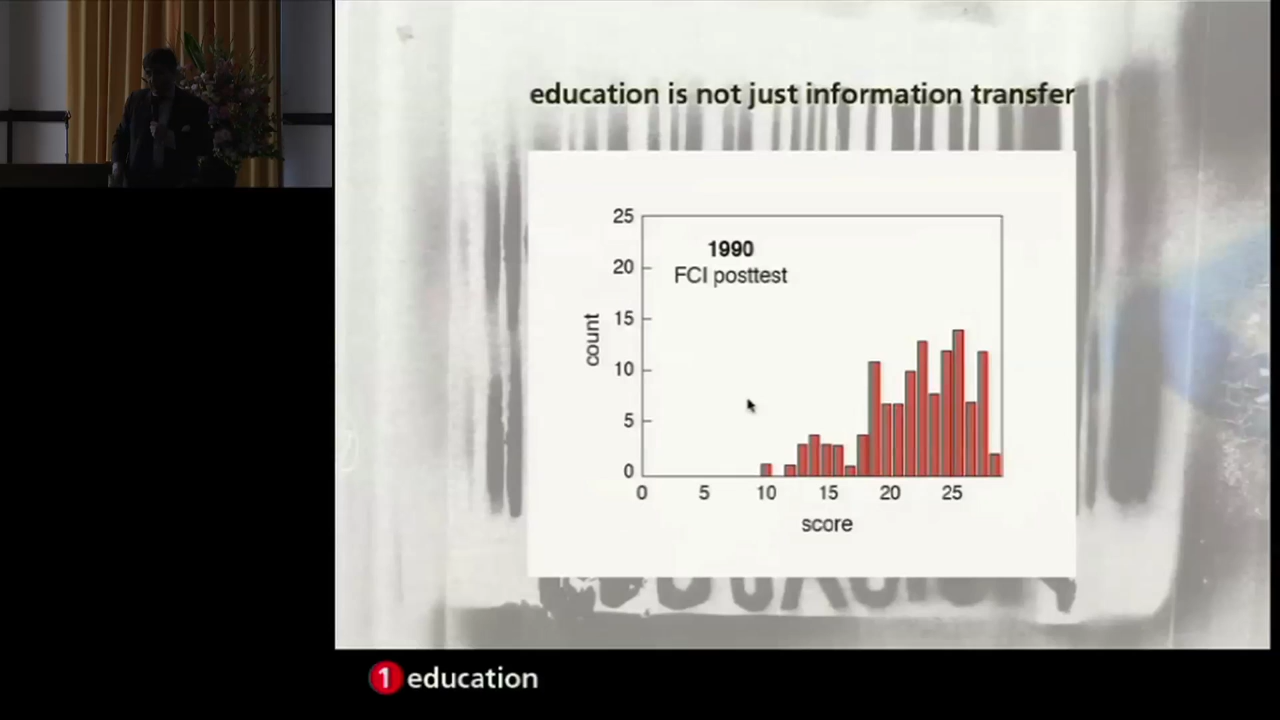 education is not just information transfer
1990
FCI posttest
25
20
15
10
5
0
count
0 5 10 15 20 25
score
1 education